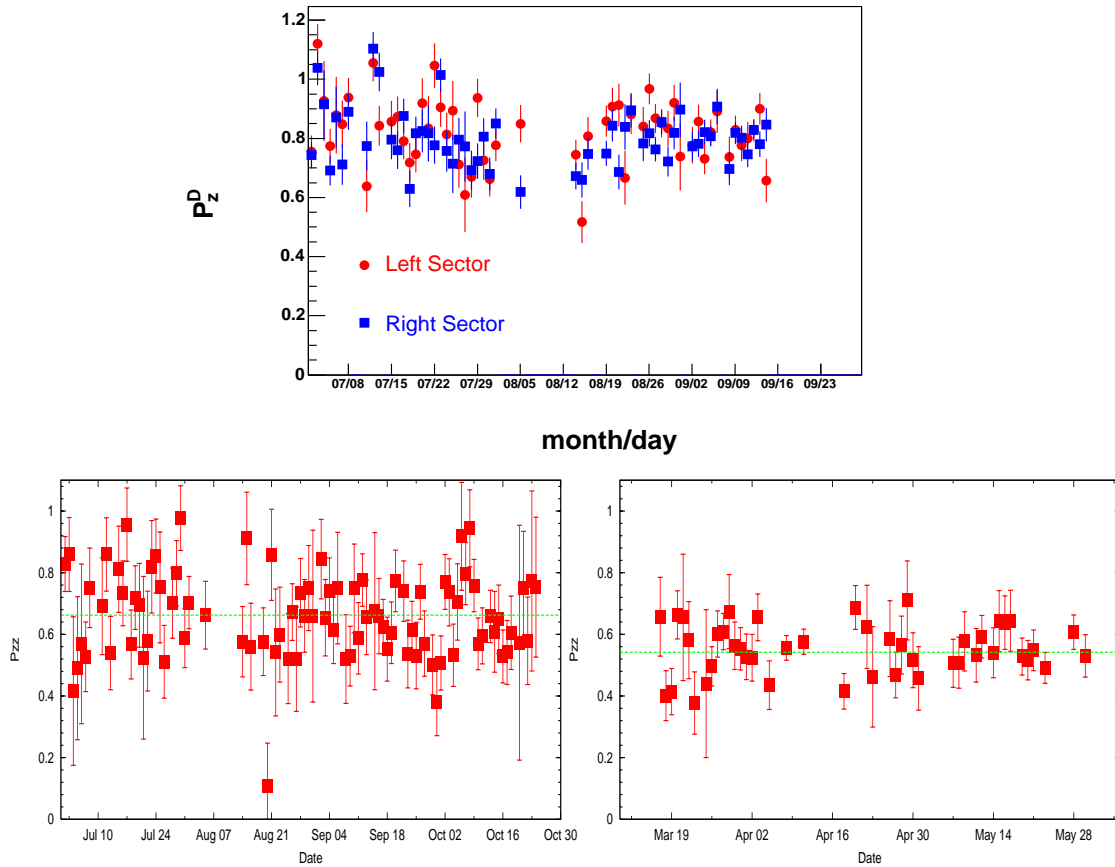 1.2
1
0.8
P_z^D
0.6
0.4
Left Sector
0.2
Right Sector
0
07/08 07/15 07/22 07/29 08/05 08/12 08/19 08/26 09/02 09/09 09/16 09/23
month/day
1
0.8
0.6
Pzz
0.4
0.2
0
Jul 10 Jul 24 Aug 07 Aug 21 Sep 04 Sep 18 Oct 02 Oct 16 Oct 30
Date
1
0.8
0.6
Pzz
0.4
0.2
0
Mar 19 Apr 02 Apr 16 Apr 30 May 14 May 28
Date